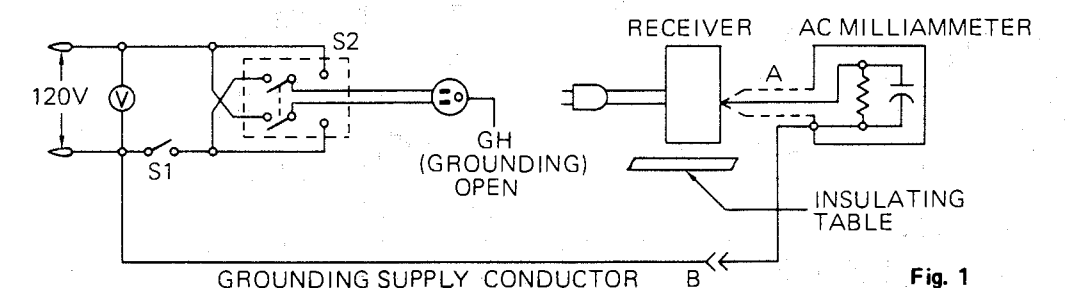 RECEIVER
AC MILLIAMMETER
S2
A
120V
V
S1
GH
(GROUNDING)
OPEN
INSULATING
TABLE
GROUNDING SUPPLY CONDUCTOR
B
Fig. 1